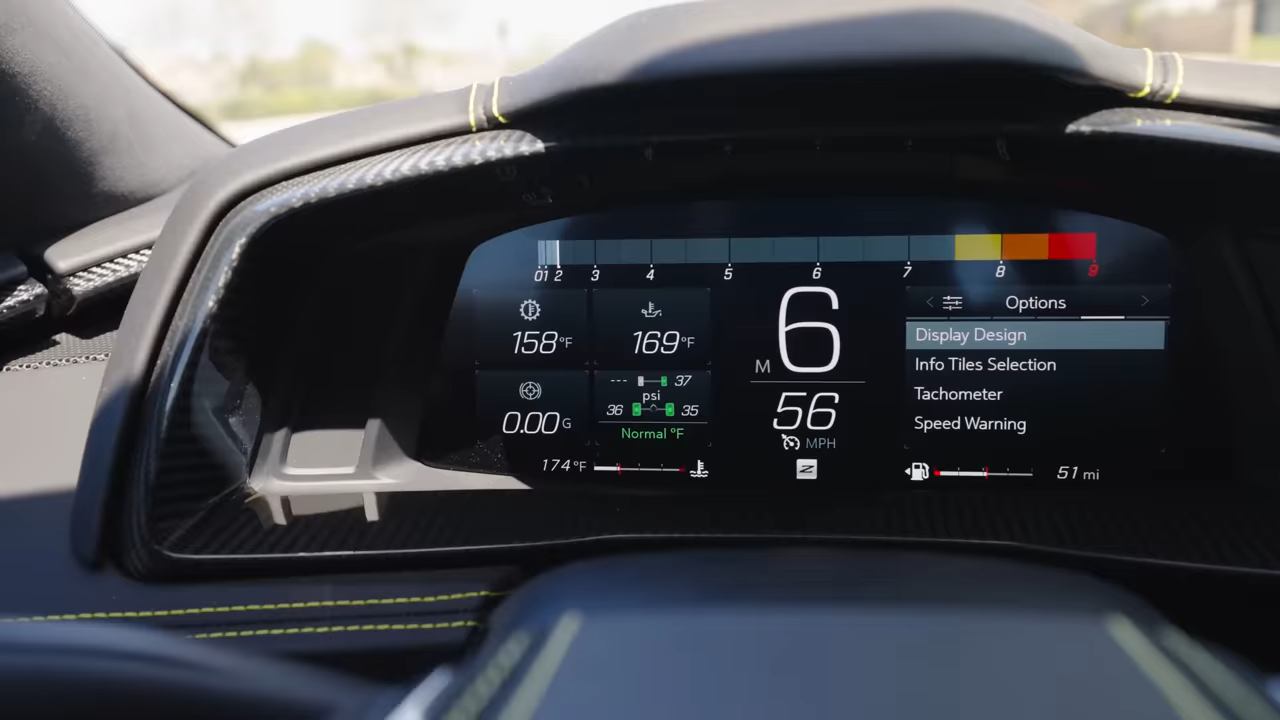 01 2 3 4 5 6 7 8 9
158 °F
169 °F
0.00 G
--- 37
psi
36 35
Normal °F
174 °F
M 6
56
MPH
Z
Options
Display Design
Info Tiles Selection
Tachometer
Speed Warning
51 mi